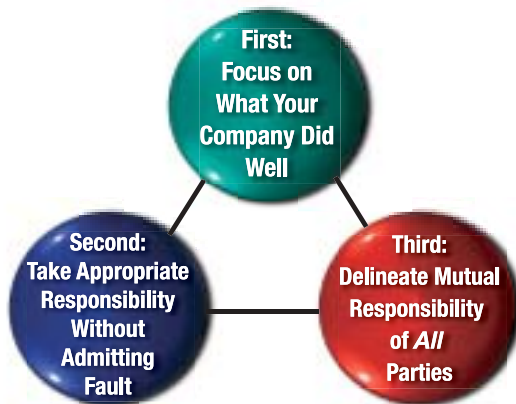 First:
Focus on
What Your
Company Did
Well
Second:
Take Appropriate
Responsibility
Without
Admitting
Fault
Third:
Delineate Mutual
Responsibility
of All
Parties